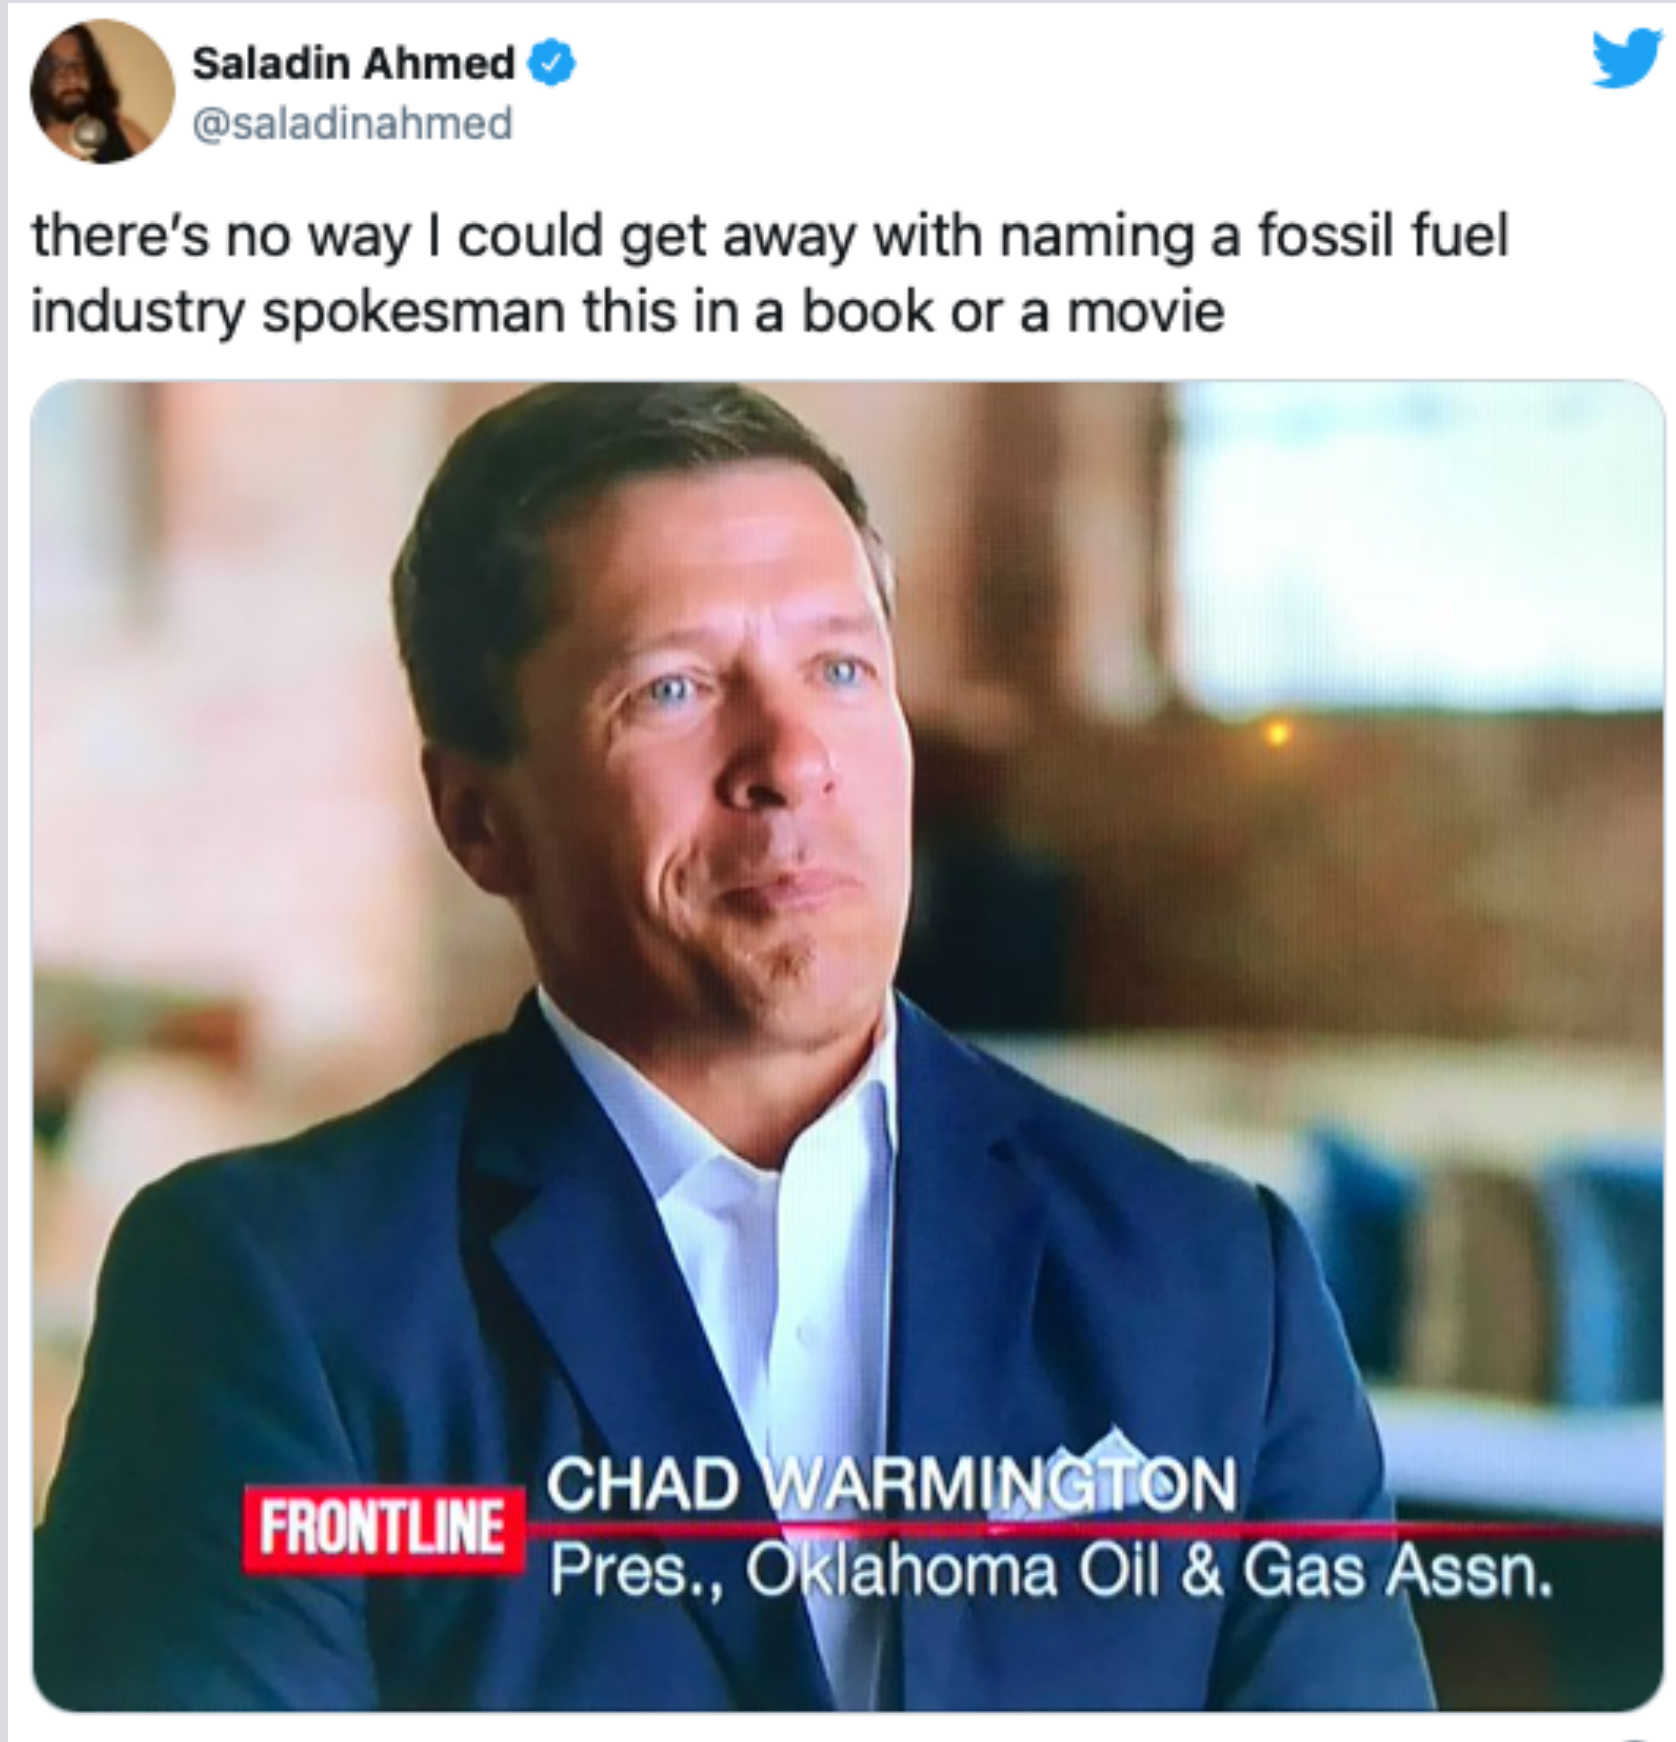 Saladin Ahmed
@saladinahmed
there's no way I could get away with naming a fossil fuel
industry spokesman this in a book or a movie
CHAD WARMINGTON
FRONTLINE
Pres., Oklahoma Oil & Gas Assn.